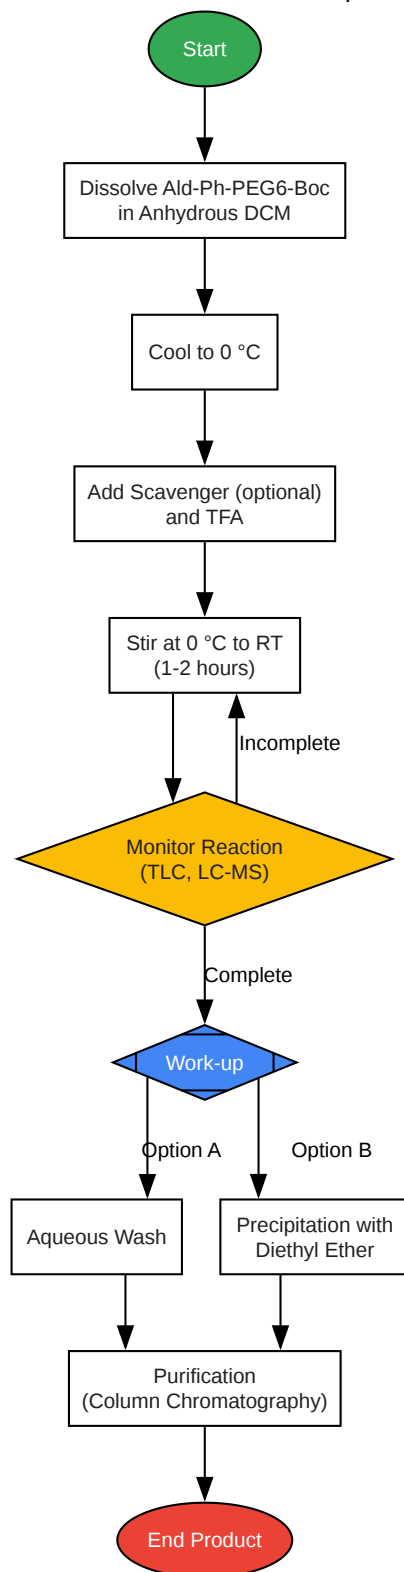 Start
Dissolve Ald-Ph-PEG6-Boc
in Anhydrous DCM
Cool to 0 °C
Add Scavenger (optional)
and TFA
Stir at 0 °C to RT
(1-2 hours)
Incomplete
Monitor Reaction
(TLC, LC-MS)
Complete
Work-up
Option A
Option B
Aqueous Wash
Precipitation with
Diethyl Ether
Purification
(Column Chromatography)
End Product